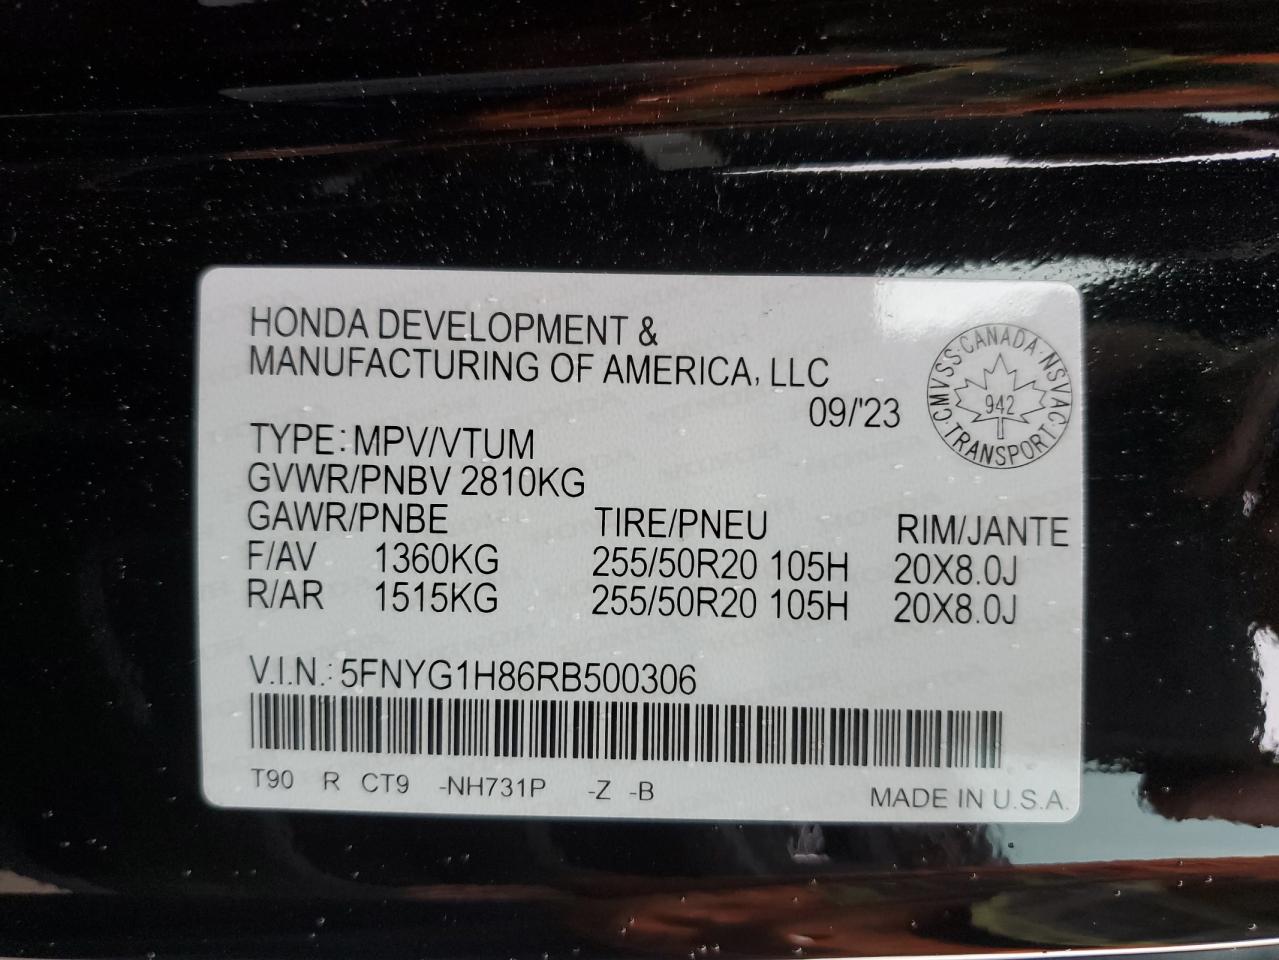 HONDA DEVELOPMENT &
MANUFACTURING OF AMERICA, LLC
09/'23
CMVSS·CANADA·NSVAC·TRANSPORT·
942
TYPE: MPV/VTUM
GVWR/PNBV 2810KG
GAWR/PNBE TIRE/PNEU RIM/JANTE
F/AV 1360KG 255/50R20 105H 20X8.0J
R/AR 1515KG 255/50R20 105H 20X8.0J
V.I.N.: 5FNYG1H86RB500306
T90 R CT9 -NH731P -Z -B
MADE IN U.S.A.